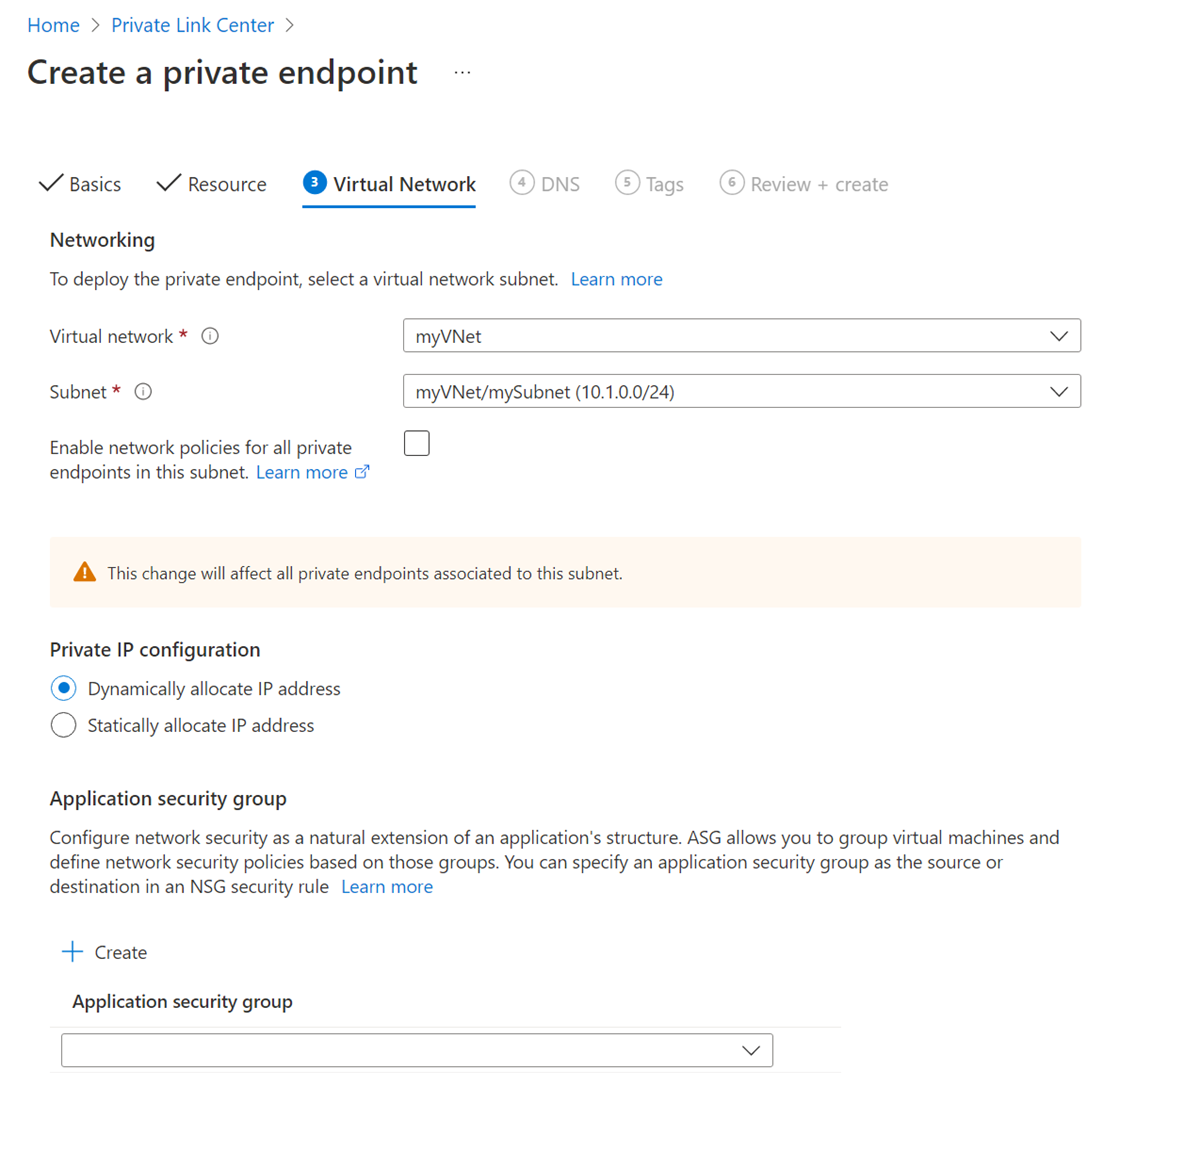 Home > Private Link Center >
Create a private endpoint ...
Basics Resource 3 Virtual Network 4 DNS 5 Tags 6 Review + create
Networking
To deploy the private endpoint, select a virtual network subnet. Learn more
Virtual network * myVNet
Subnet * myVNet/mySubnet (10.1.0.0/24)
Enable network policies for all private
endpoints in this subnet. Learn more
This change will affect all private endpoints associated to this subnet.
Private IP configuration
Dynamically allocate IP address
Statically allocate IP address
Application security group
Configure network security as a natural extension of an application's structure. ASG allows you to group virtual machines and
define network security policies based on those groups. You can specify an application security group as the source or
destination in an NSG security rule Learn more
+ Create
Application security group